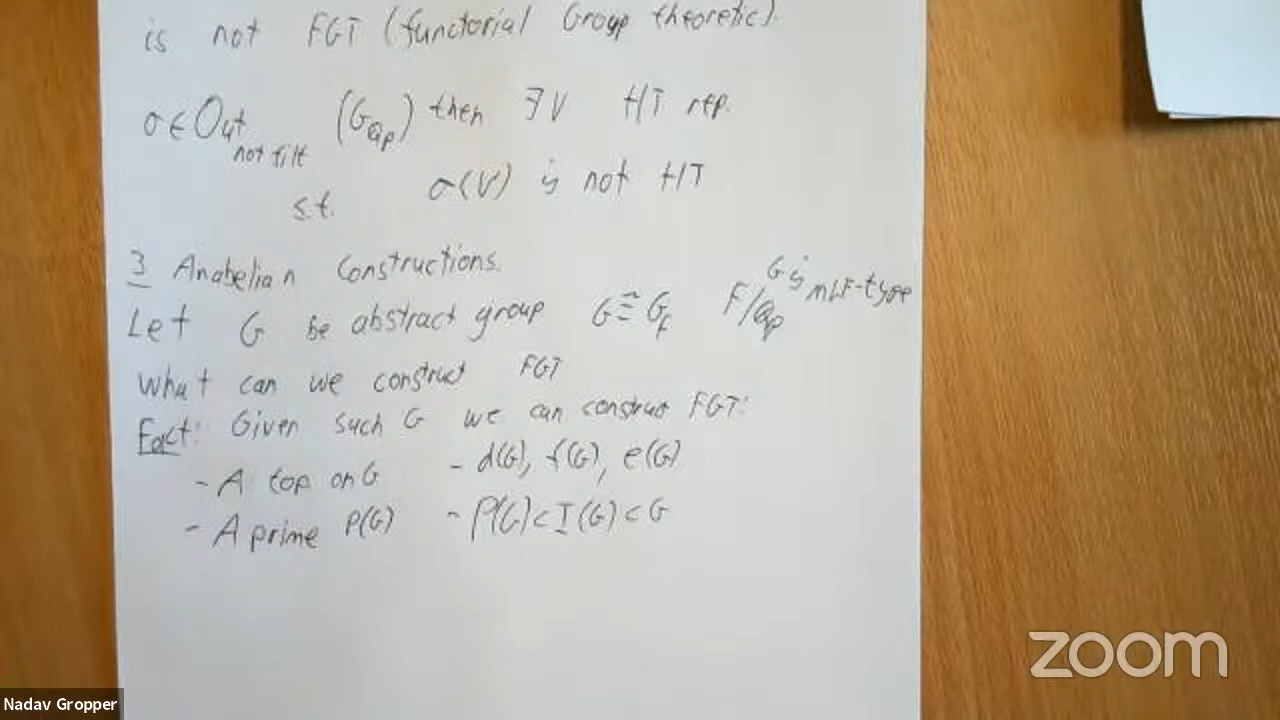 is not FGT (functorial Group theoretic).
σ ∈ Out not filt (G_Qp) then ∃V HT rep.
s.t. σ(V) is not HT
3 Anabelian Constructions.
Let G be abstract group G ≅ G_F F/Qp G is MLF-type
What can we construct FGT
Fact: Given such G we can construct FGT:
- A top on G - d(G), f(G), e(G)
- A prime P(G) - P(G) < I(G) < G
zoom
Nadav Gropper